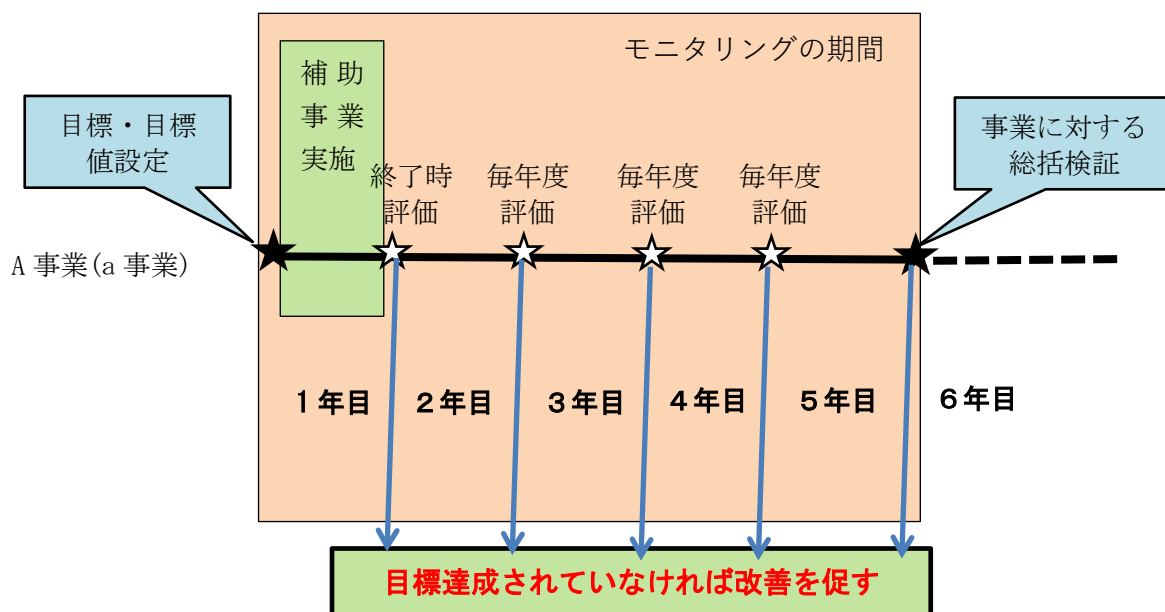 モニタリングの期間
補助
事業
実施
目標・目標
値設定
事業に対する
総括検証
終了時
評価
毎年度
評価
毎年度
評価
毎年度
評価
A 事業(a 事業)
1年目
2年目
3年目
4年目
5年目
6年目
目標達成されていなければ改善を促す